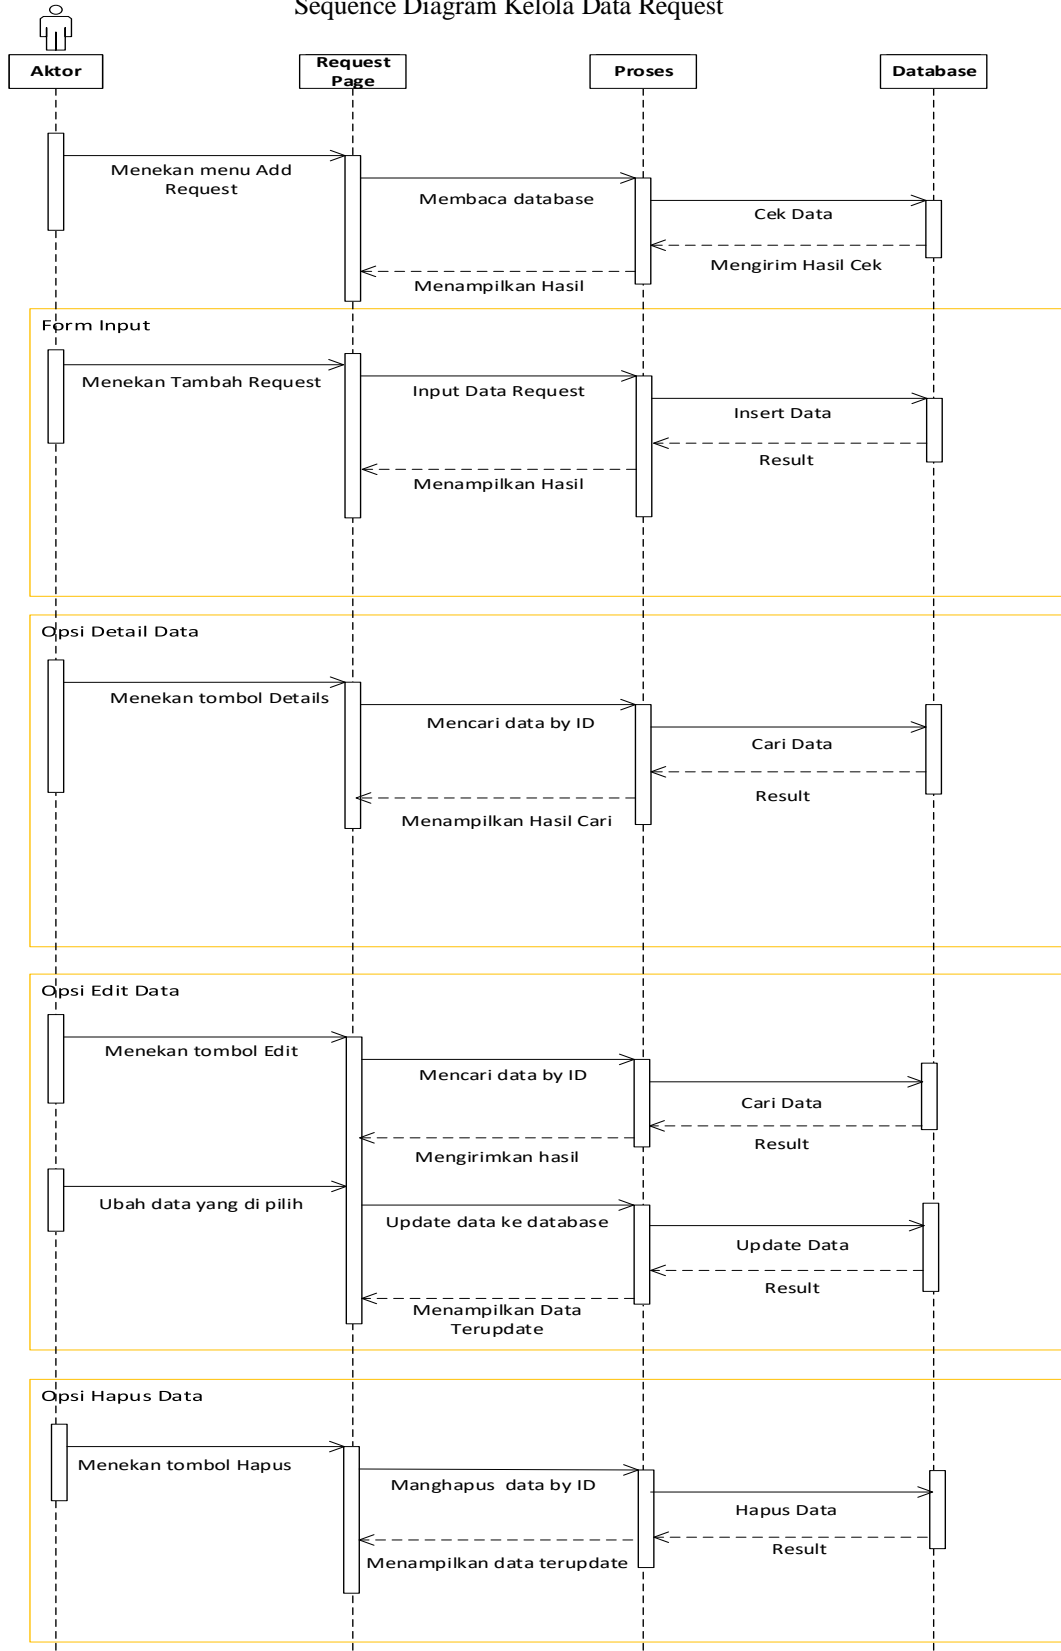 Sequence Diagram Kelola Data Request
Aktor
Request
Page
Proses
Database
Menekan menu Add
Request
Membaca database
Cek Data
Mengirim Hasil Cek
Menampilkan Hasil
Form Input
Menekan Tambah Request
Input Data Request
Insert Data
Result
Menampilkan Hasil
Opsi Detail Data
Menekan tombol Details
Mencari data by ID
Cari Data
Result
Menampilkan Hasil Cari
Opsi Edit Data
Menekan tombol Edit
Mencari data by ID
Cari Data
Result
Mengirimkan hasil
Ubah data yang di pilih
Update data ke database
Update Data
Result
Menampilkan Data
Terupdate
Opsi Hapus Data
Menekan tombol Hapus
Manghapus  data by ID
Hapus Data
Result
Menampilkan data terupdate